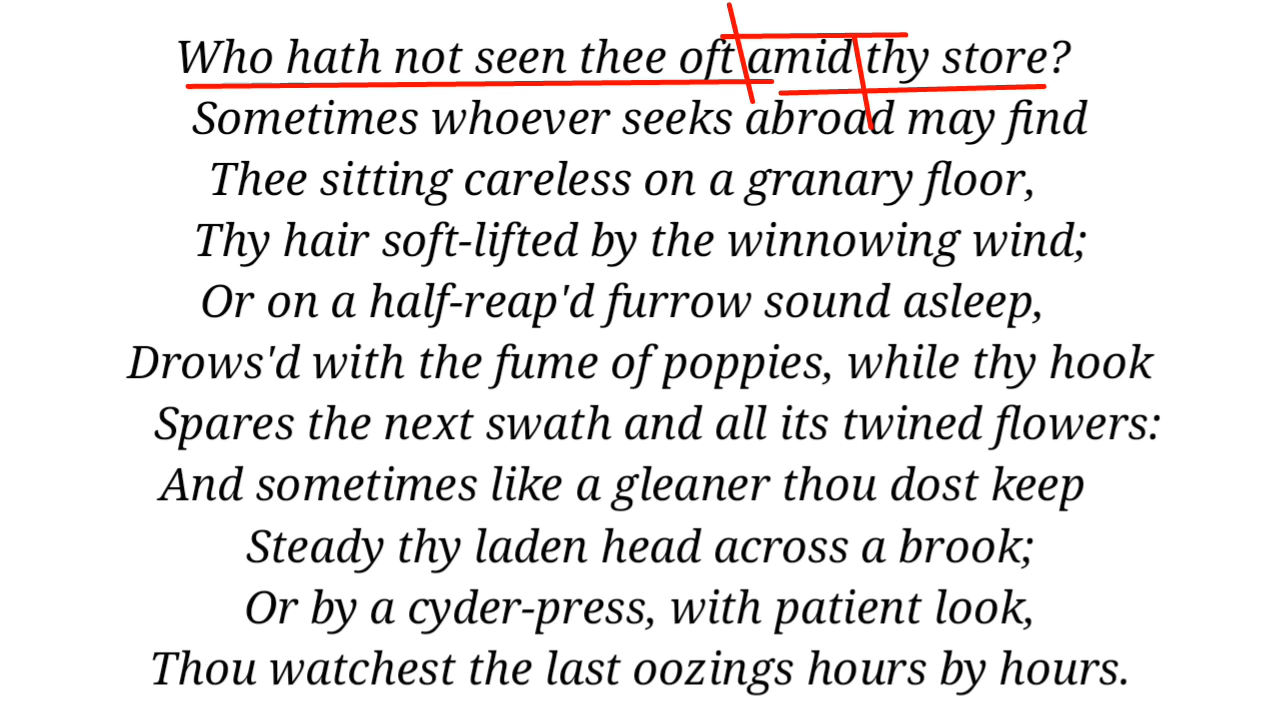 Who hath not seen thee oft amid thy store?
Sometimes whoever seeks abroad may find
Thee sitting careless on a granary floor,
Thy hair soft-lifted by the winnowing wind;
Or on a half-reap'd furrow sound asleep,
Drows'd with the fume of poppies, while thy hook
Spares the next swath and all its twined flowers:
And sometimes like a gleaner thou dost keep
Steady thy laden head across a brook;
Or by a cyder-press, with patient look,
Thou watchest the last oozings hours by hours.